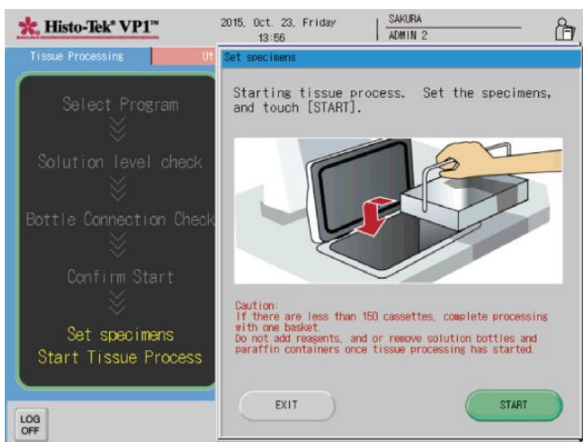 Histo-Tek® VP1™
2015, Oct. 23, Friday
13:56
SAKURA
ADMIN 2
Tissue Processing
Ut
Set specimens
Select Program
Solution level check
Bottle Connection Check
Confirm Start
Set specimens
Start Tissue Process
Starting tissue process. Set the specimens,
and touch [START].
Caution:
If there are less than 150 cassettes, complete processing
with one basket.
Do not add reagents, and or remove solution bottles and
paraffin containers once tissue processing has started.
EXIT
START
LOG
OFF